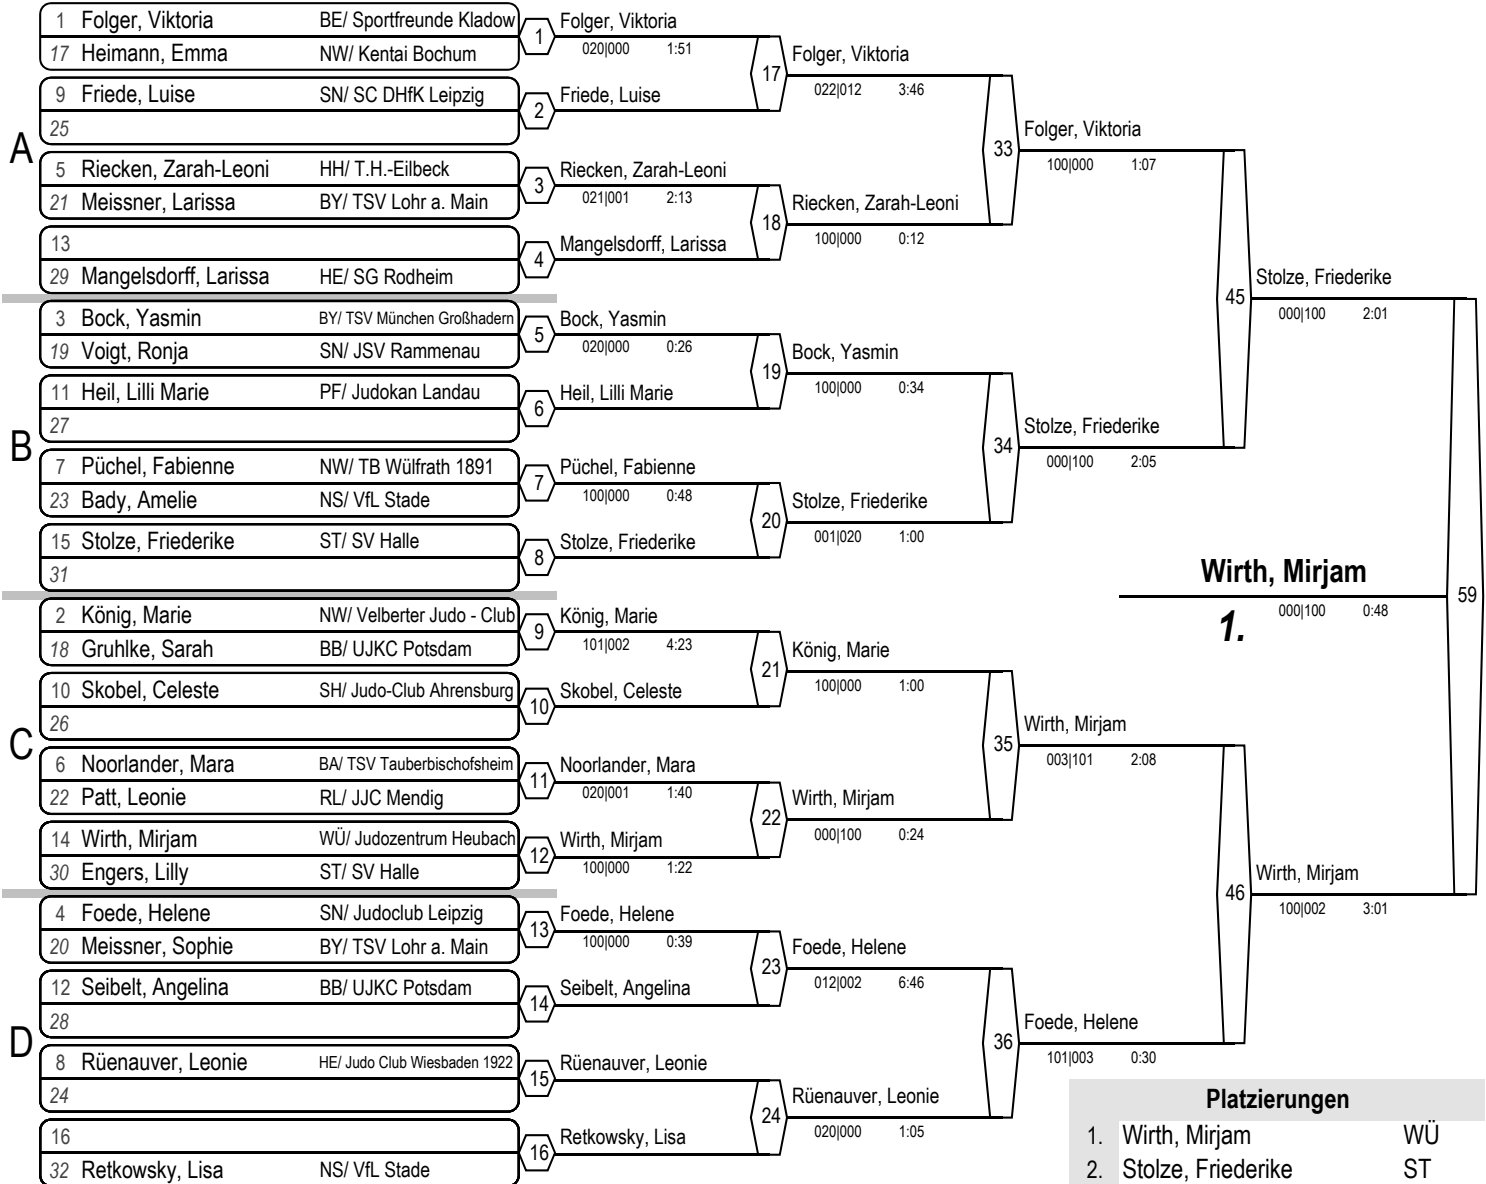 A
1 Folger, Viktoria BE/ Sportfreunde Kladow
17 Heimann, Emma NW/ Kentai Bochum
9 Friede, Luise SN/ SC DHfK Leipzig
25
5 Riecken, Zarah-Leoni HH/ T.H.-Eilbeck
21 Meissner, Larissa BY/ TSV Lohr a. Main
13
29 Mangelsdorff, Larissa HE/ SG Rodheim
B
3 Bock, Yasmin BY/ TSV München Großhadern
19 Voigt, Ronja SN/ JSV Rammenau
11 Heil, Lilli Marie PF/ Judokan Landau
27
7 Püchel, Fabienne NW/ TB Wülfrath 1891
23 Bady, Amelie NS/ VfL Stade
15 Stolze, Friederike ST/ SV Halle
31
C
2 König, Marie NW/ Velberter Judo - Club
18 Gruhlke, Sarah BB/ UJKC Potsdam
10 Skobel, Celeste SH/ Judo-Club Ahrensburg
26
6 Noorlander, Mara BA/ TSV Tauberbischofsheim
22 Patt, Leonie RL/ JJC Mendig
14 Wirth, Mirjam WÜ/ Judozentrum Heubach
30 Engers, Lilly ST/ SV Halle
D
4 Foede, Helene SN/ Judoclub Leipzig
20 Meissner, Sophie BY/ TSV Lohr a. Main
12 Seibelt, Angelina BB/ UJKC Potsdam
28
8 Rüenauver, Leonie HE/ Judo Club Wiesbaden 1922
24
16
32 Retkowsky, Lisa NS/ VfL Stade
1 Folger, Viktoria
020|000 1:51
2 Friede, Luise
3 Riecken, Zarah-Leoni
021|001 2:13
4 Mangelsdorff, Larissa
5 Bock, Yasmin
020|000 0:26
6 Heil, Lilli Marie
7 Püchel, Fabienne
100|000 0:48
8 Stolze, Friederike
9 König, Marie
101|002 4:23
10 Skobel, Celeste
11 Noorlander, Mara
020|001 1:40
12 Wirth, Mirjam
100|000 1:22
13 Foede, Helene
100|000 0:39
14 Seibelt, Angelina
15 Rüenauver, Leonie
16 Retkowsky, Lisa
17 Folger, Viktoria
022|012 3:46
18 Riecken, Zarah-Leoni
100|000 0:12
19 Bock, Yasmin
100|000 0:34
20 Stolze, Friederike
001|020 1:00
21 König, Marie
100|000 1:00
22 Wirth, Mirjam
000|100 0:24
23 Foede, Helene
012|002 6:46
24 Rüenauver, Leonie
020|000 1:05
33 Folger, Viktoria
100|000 1:07
34 Stolze, Friederike
000|100 2:05
35 Wirth, Mirjam
003|101 2:08
36 Foede, Helene
101|003 0:30
45 Stolze, Friederike
000|100 2:01
46 Wirth, Mirjam
100|002 3:01
Wirth, Mirjam 59
1. 000|100 0:48
Platzierungen
1. Wirth, Mirjam WÜ
2. Stolze, Friederike ST